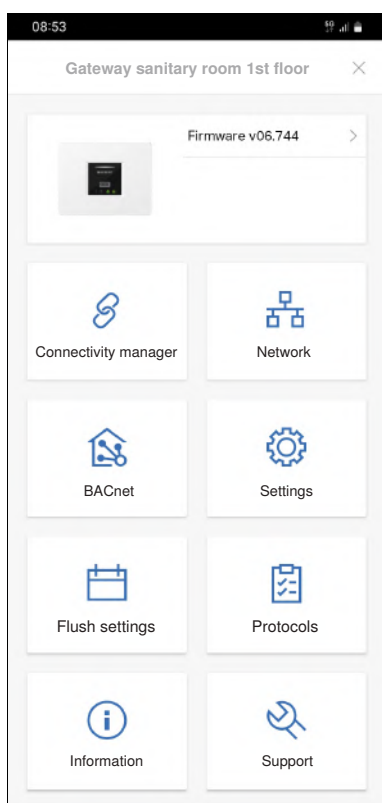 08:53
Gateway sanitary room 1st floor
Firmware v06.744
Connectivity manager
Network
BACnet
Settings
Flush settings
Protocols
Information
Support